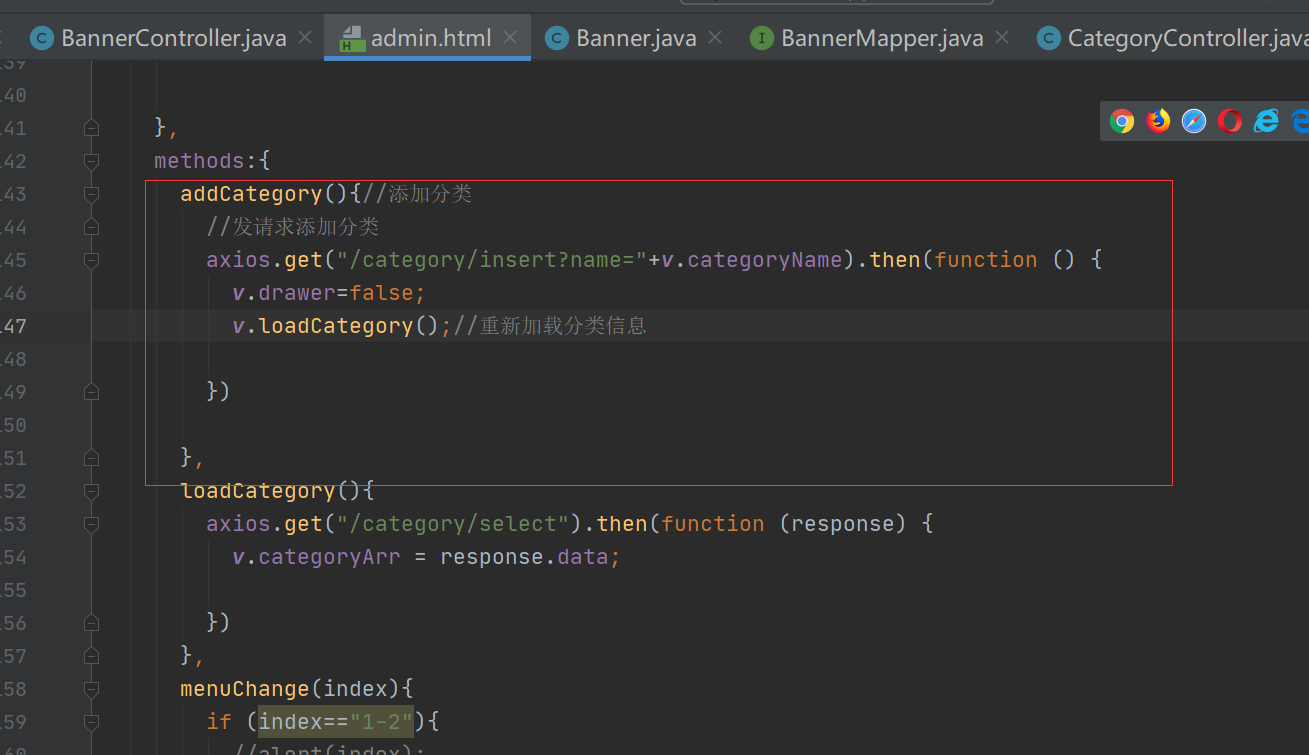 BannerController.java admin.html Banner.java BannerMapper.java CategoryController.java
39
40
41 },
42 methods:{
43 addCategory(){//添加分类
44 //发请求添加分类
45 axios.get("/category/insert?name="+v.categoryName).then(function () {
46 v.drawer=false;
47 v.loadCategory();//重新加载分类信息
48
49 })
50
51 },
52 loadCategory(){
53 axios.get("/category/select").then(function (response) {
54 v.categoryArr = response.data;
55
56 })
57 },
58 menuChange(index){
59 if (index=="1-2"){
60 //alert(index);